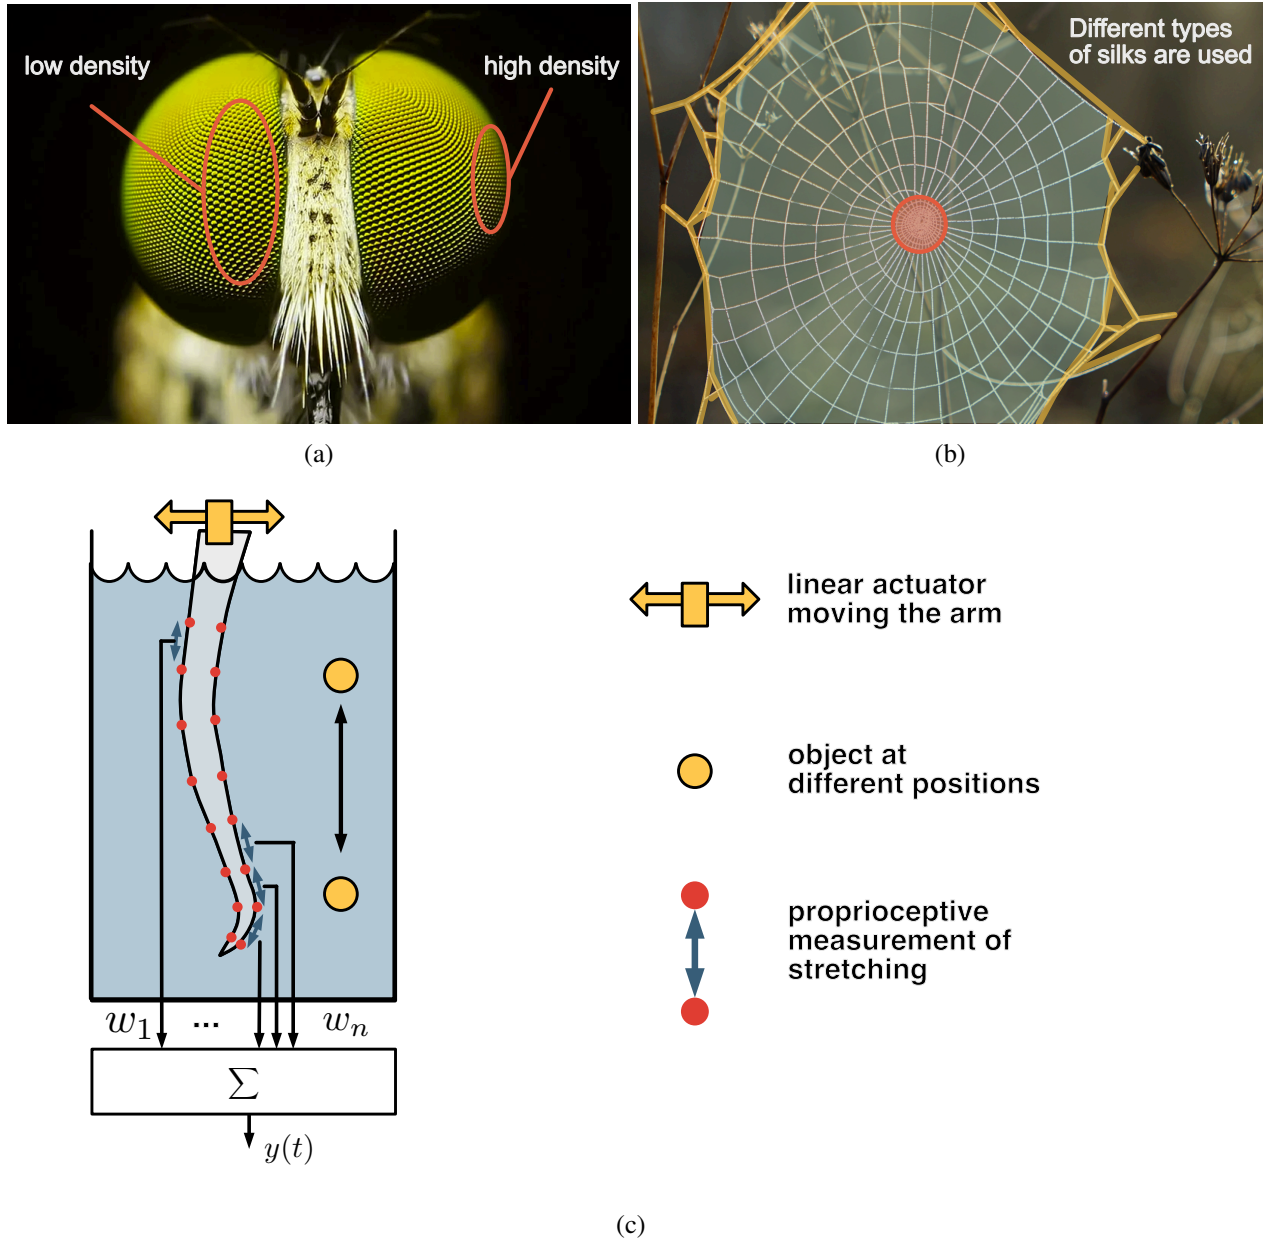 low density
high density
Different types
of silks are used
(a)
(b)
linear actuator
moving the arm
object at
different positions
proprioceptive
measurement of
stretching
w₁ ... wₙ
∑
y(t)
(c)